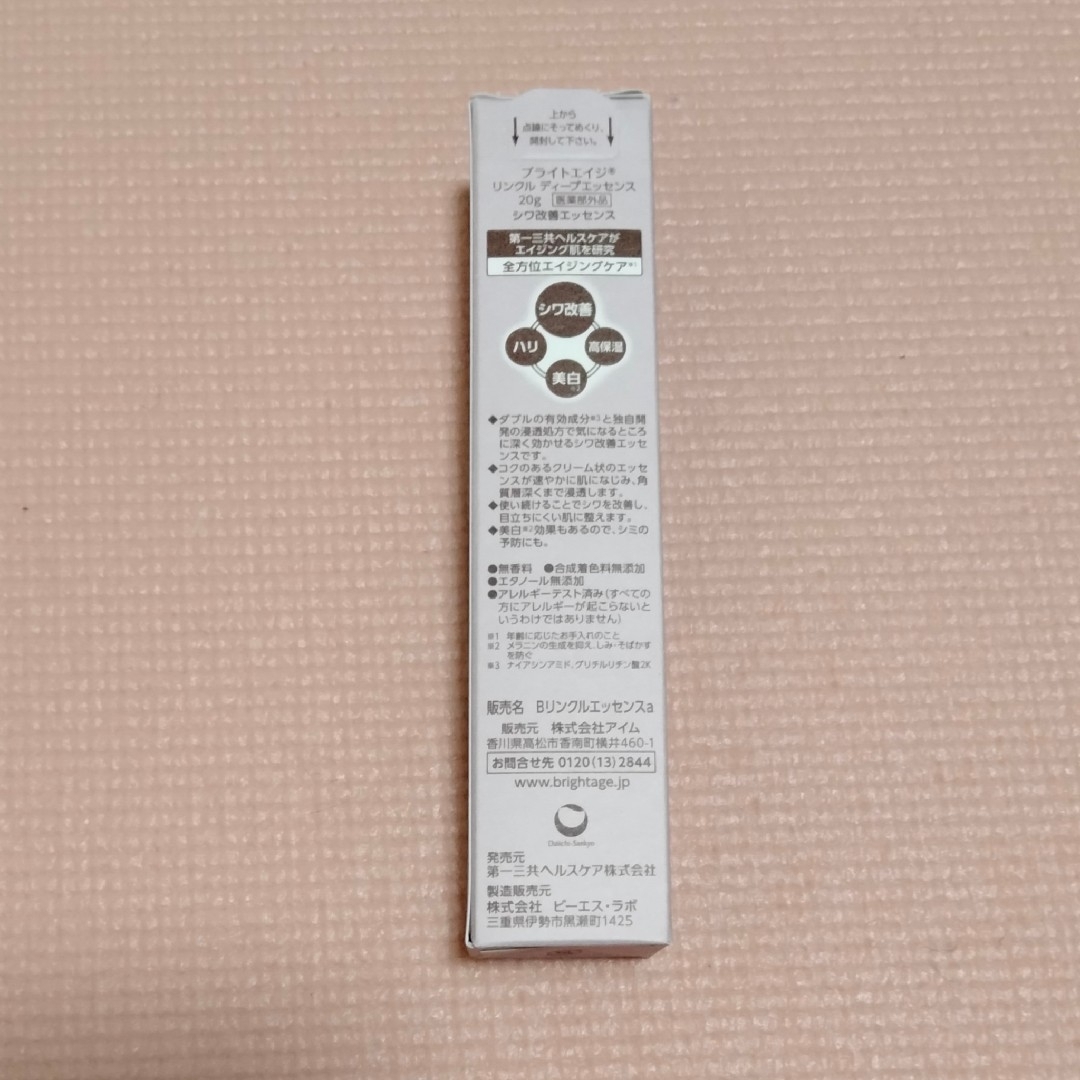 上から
点線にそってめくり、
開封して下さい。
ブライトエイジ®
リンクル ディープエッセンス
20g 医薬部外品
シワ改善エッセンス
第一三共ヘルスケアが
エイジング肌を研究
全方位エイジングケア※1
シワ改善
ハリ
高保湿
美白※2
◆ダブルの有効成分※3と独自開
発の浸透処方で気になるところ
に深く効かせるシワ改善エッセ
ンスです。
◆コクのあるクリーム状のエッセ
ンスが速やかに肌になじみ、角
質層深くまで浸透します。
◆使い続けることでシワを改善し、
目立ちにくい肌に整えます。
◆美白※2効果もあるので、シミの
予防にも。
●無香料 ●合成着色料無添加
●エタノール無添加
●アレルギーテスト済み(すべての
方にアレルギーが起こらないと
いうわけではありません)
※1 年齢に応じたお手入れのこと
※2 メラニンの生成を抑え、しみ・そばかす
を防ぐ
※3 ナイアシンアミド、グリチルリチン酸2K
販売名 Bリンクルエッセンスa
販売元 株式会社アイム
香川県高松市香南町横井460-1
お問合せ先 0120(13)2844
www.brightage.jp
Daiichi-Sankyo
発売元
第一三共ヘルスケア株式会社
製造販売元
株式会社 ビーエス・ラボ
三重県伊勢市黒瀬町1425